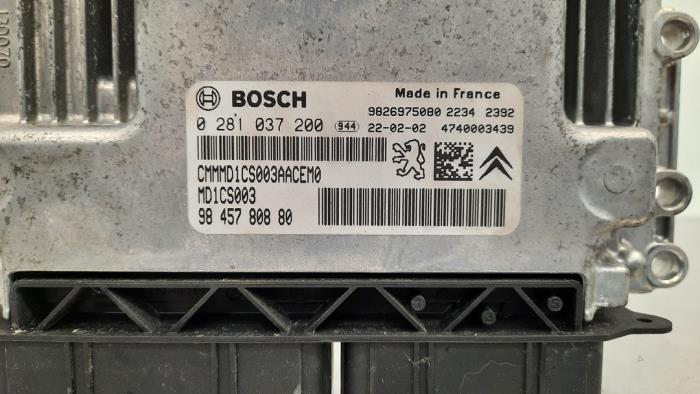 BOSCH
Made in France
9826975080 2234 2392
0 281 037 200 944 22-02-02 4740003439
CMMMD1CS003AACEM0
MD1CS003
98 457 808 80